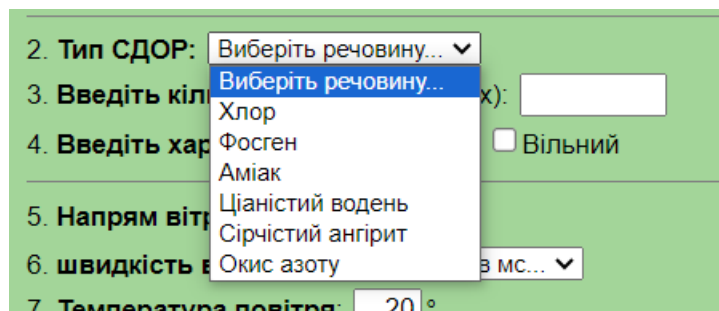 2. Тип СДОР: Виберіть речовину...
Виберіть речовину...
3. Введіть кіл х):
Хлор
Фосген
4. Введіть хар Вільний
Аміак
Ціаністий водень
5. Напрям віт
Сірчистий ангірит
6. швидкість в мс...
Окис азоту
7. Температура повітря: 20 °